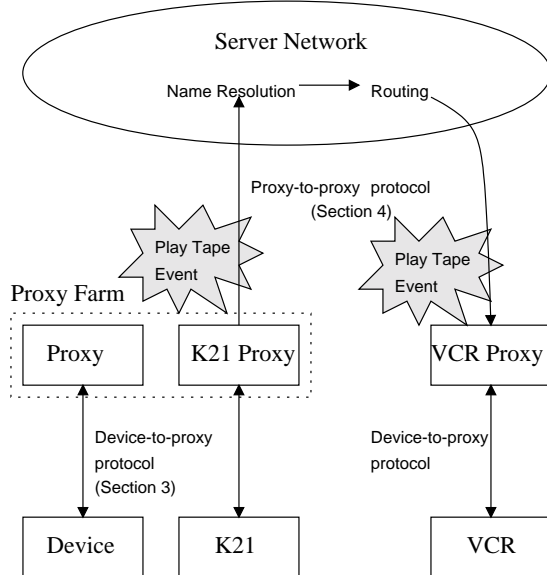 Server Network
Name Resolution
Routing
Proxy-to-proxy protocol
(Section 4)
Play Tape
Event
Play Tape
Event
Proxy Farm
Proxy
K21 Proxy
VCR Proxy
Device-to-proxy
protocol
(Section 3)
Device-to-proxy
protocol
Device
K21
VCR